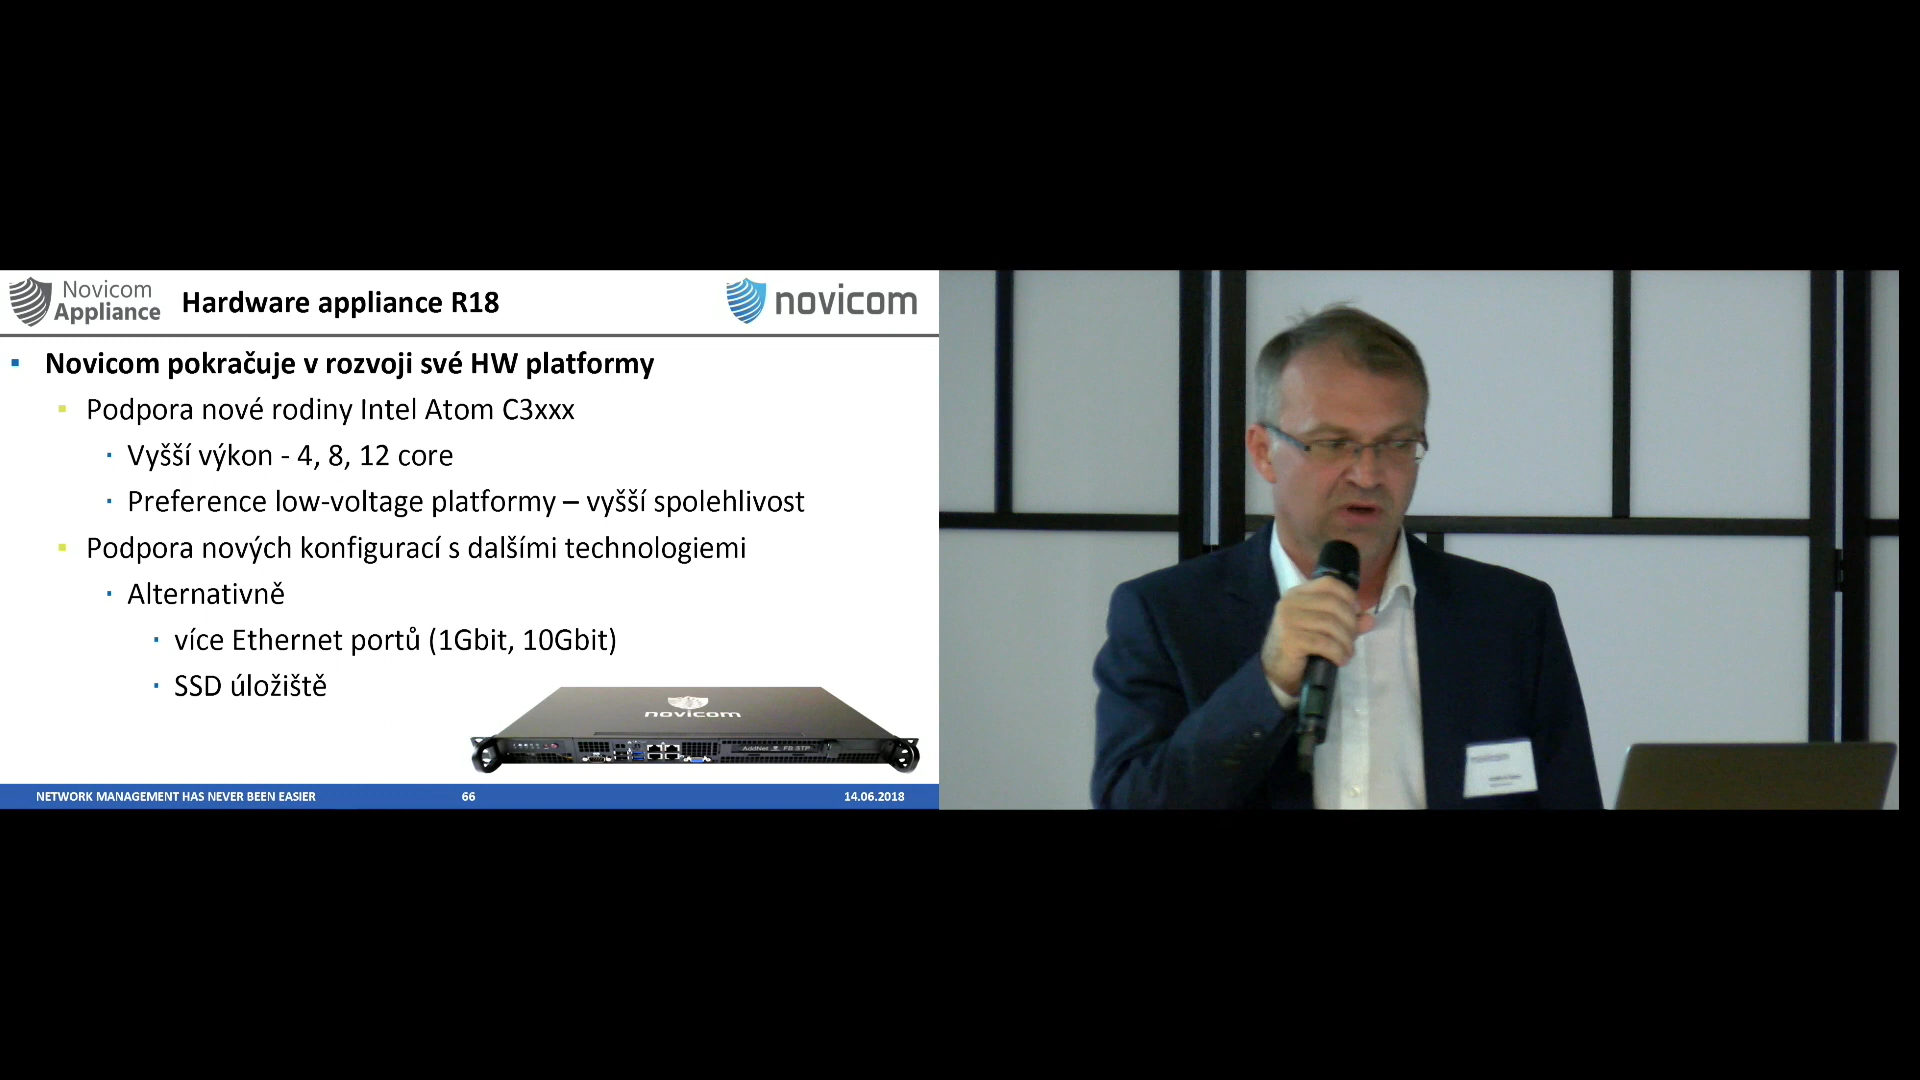 Novicom
Appliance
Hardware appliance R18
novicom
Novicom pokračuje v rozvoji své HW platformy
Podpora nové rodiny Intel Atom C3xxx
Vyšší výkon - 4, 8, 12 core
Preference low-voltage platformy – vyšší spolehlivost
Podpora nových konfigurací s dalšími technologiemi
Alternativně
více Ethernet portů (1Gbit, 10Gbit)
SSD úložiště
novicom
AddNet
NETWORK MANAGEMENT HAS NEVER BEEN EASIER
66
14.06.2018